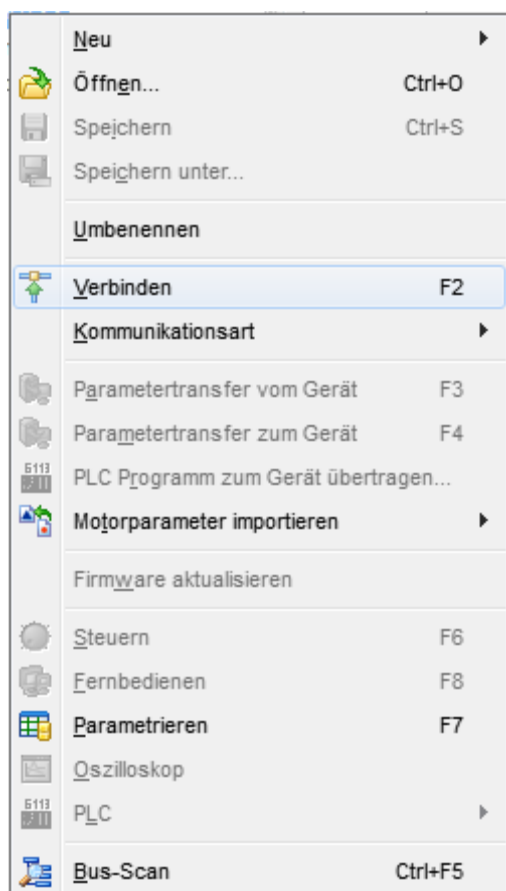 Neu
Öffnen... Ctrl+O
Speichern Ctrl+S
Speichern unter...
Umbenennen
Verbinden F2
Kommunikationsart
Parametertransfer vom Gerät F3
Parametertransfer zum Gerät F4
PLC Programm zum Gerät übertragen...
Motorparameter importieren
Firmware aktualisieren
Steuern F6
Fernbedienen F8
Parametrieren F7
Oszilloskop
PLC
Bus-Scan Ctrl+F5